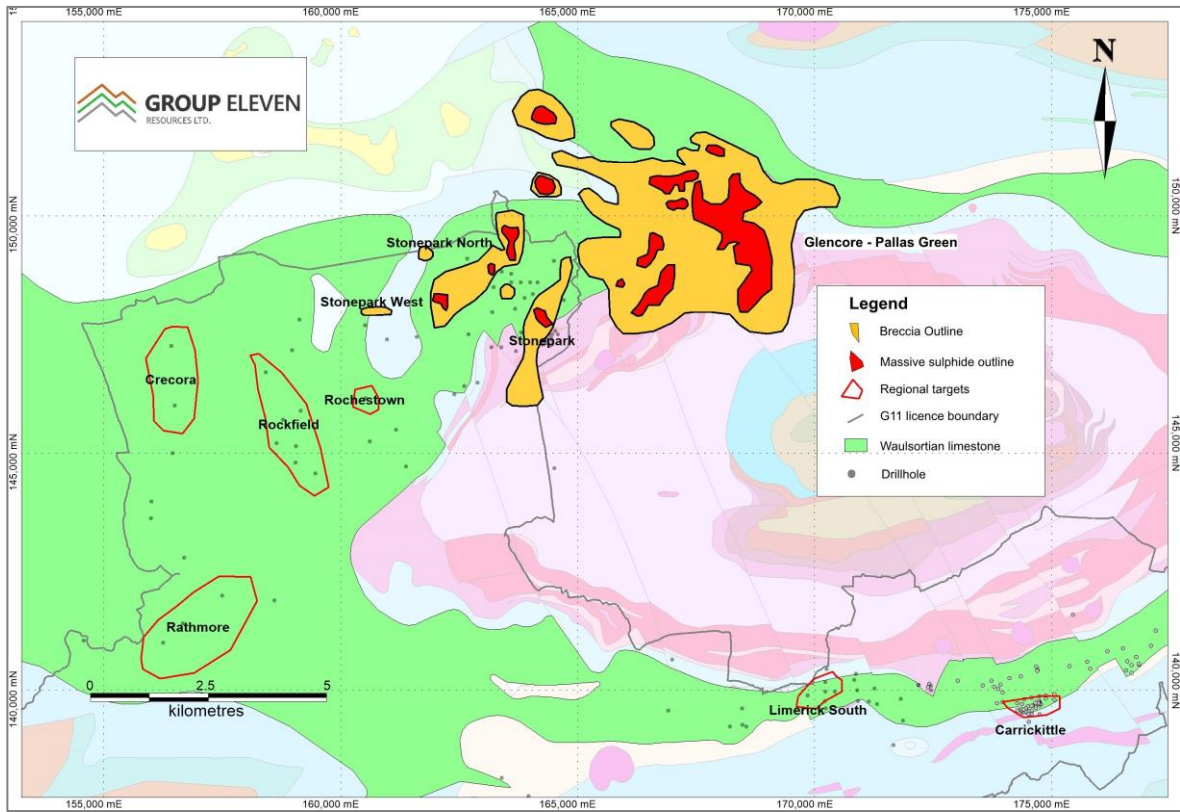 155,000 mE
160,000 mE
165,000 mE
170,000 mE
175,000 mE
N
GROUP ELEVEN
RESOURCES LTD.
150,000 mN
150,000 mN
Stonepark North
Glencore - Pallas Green
Stonepark West
Stonepark
Legend
Breccia Outline
Massive sulphide outline
Regional targets
G11 licence boundary
Waulsortian limestone
Drillhole
Crecora
Rochestown
Rockfield
145,000 mN
145,000 mN
Rathmore
0 2.5 5
kilometres
140,000 mN
140,000 mN
Limerick South
Carrickittle
155,000 mE
160,000 mE
165,000 mE
170,000 mE
175,000 mE